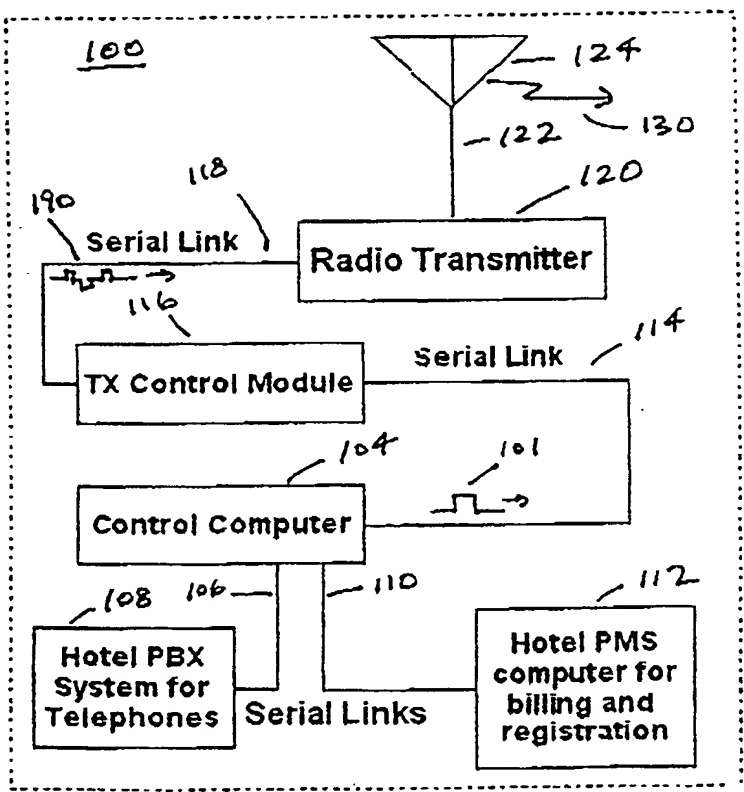 100
124
130
122
120
118
190
Serial Link
Radio Transmitter
116
TX Control Module
Serial Link
114
104
101
Control Computer
108
106
110
112
Hotel PBX
System for
Telephones
Serial Links
Hotel PMS
computer for
billing and
registration